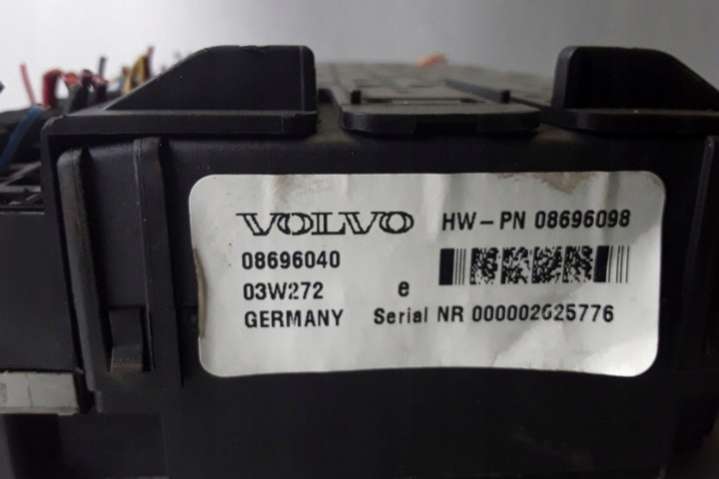 VOLVO HW-PN 08696098
08696040
03W272 e
GERMANY Serial NR 000002025776